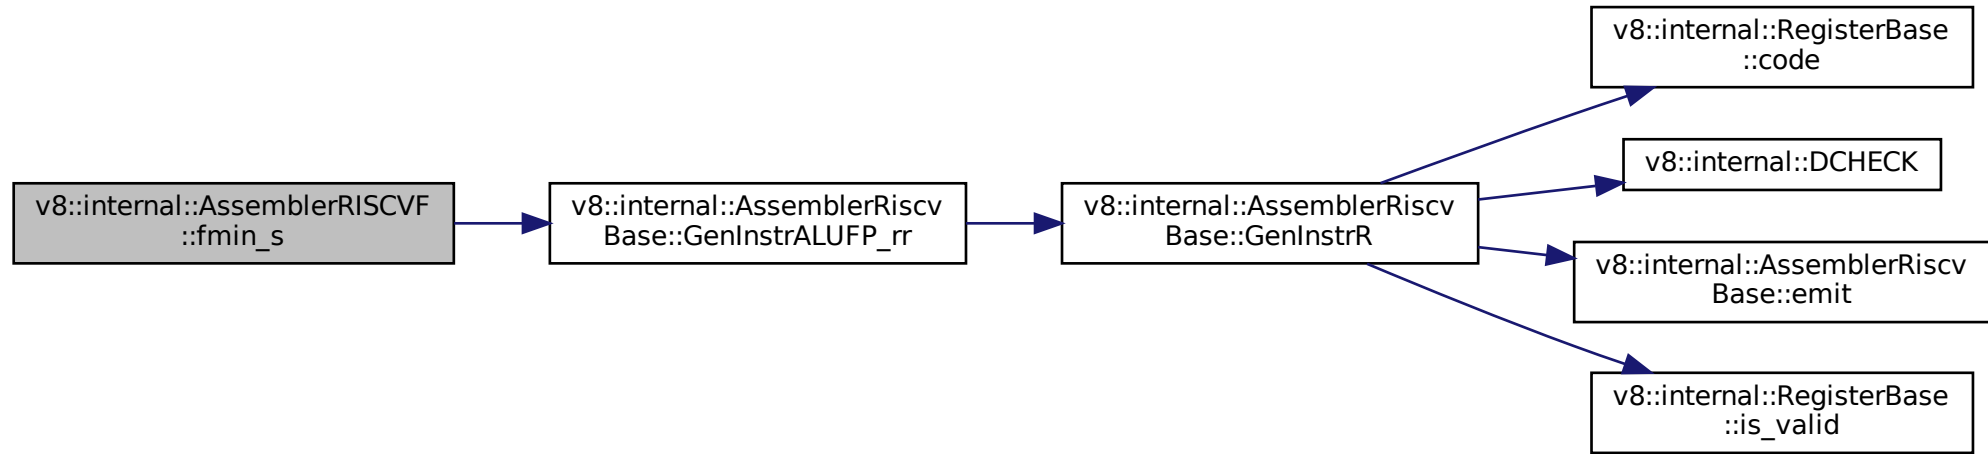 v8::internal::AssemblerRISCVF
::fmin_s
v8::internal::AssemblerRiscv
Base::GenInstrALUFP_rr
v8::internal::AssemblerRiscv
Base::GenInstrR
v8::internal::RegisterBase
::code
v8::internal::DCHECK
v8::internal::AssemblerRiscv
Base::emit
v8::internal::RegisterBase
::is_valid